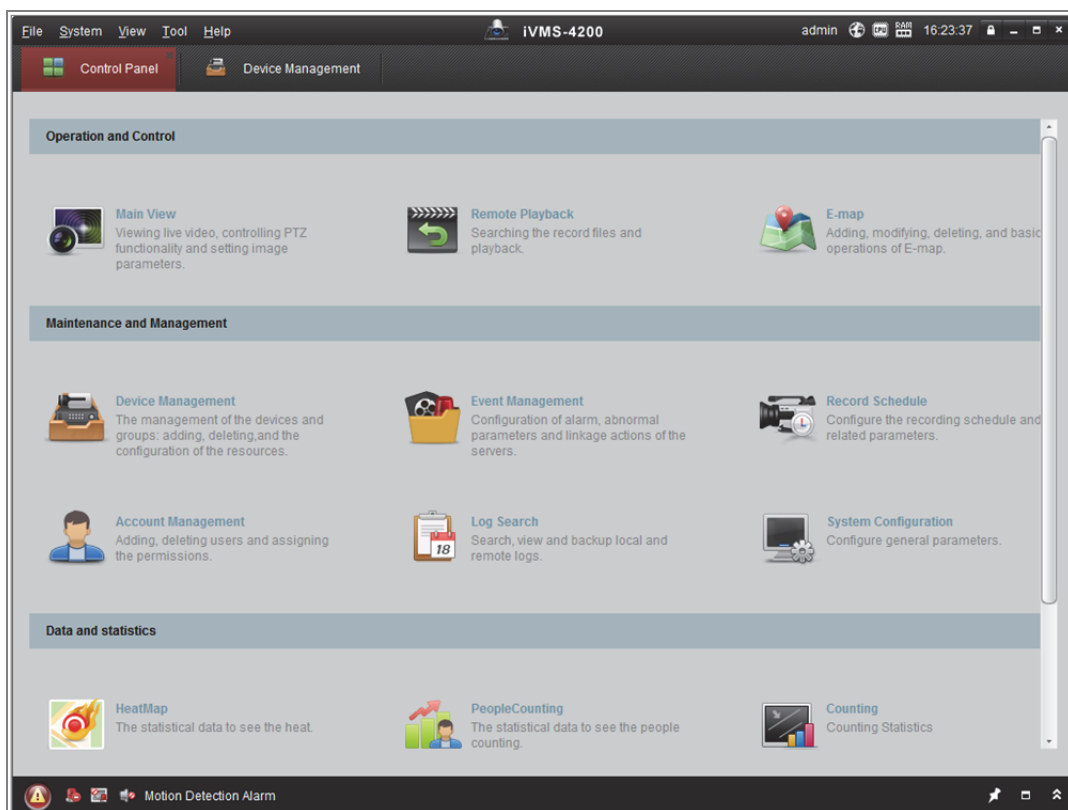 File System View Tool Help iVMS-4200 admin CPU RAM 16:23:37
Control Panel Device Management
Operation and Control
Main View
Viewing live video, controlling PTZ
functionality and setting image
parameters.
Remote Playback
Searching the record files and
playback.
E-map
Adding, modifying, deleting, and basic
operations of E-map.
Maintenance and Management
Device Management
The management of the devices and
groups: adding, deleting,and the
configuration of the resources.
Event Management
Configuration of alarm, abnormal
parameters and linkage actions of the
servers.
Record Schedule
Configure the recording schedule and
related parameters.
Account Management
Adding, deleting users and assigning
the permissions.
18
Log Search
Search, view and backup local and
remote logs.
System Configuration
Configure general parameters.
Data and statistics
HeatMap
The statistical data to see the heat.
PeopleCounting
The statistical data to see the people
counting.
Counting
Counting Statistics
Motion Detection Alarm